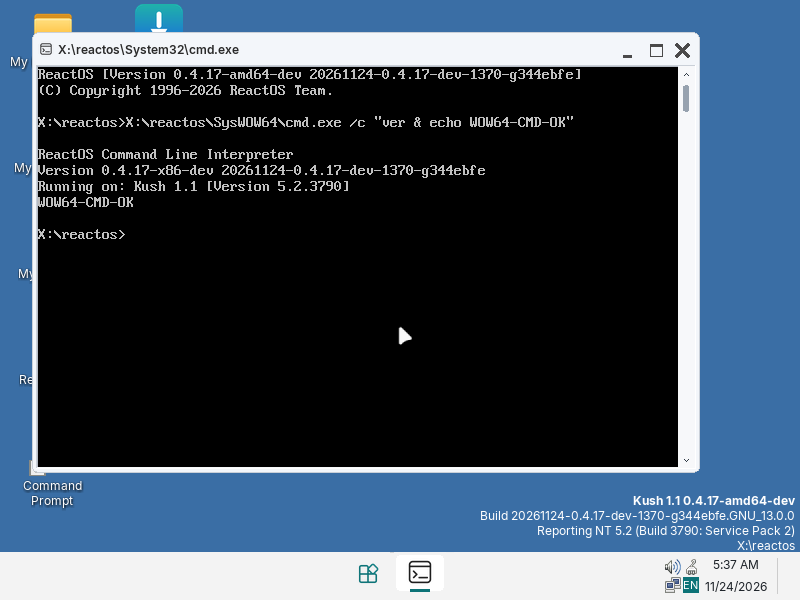 X:\reactos\System32\cmd.exe
ReactOS [Version 0.4.17-amd64-dev 20261124-0.4.17-dev-1370-g344ebfe]
(C) Copyright 1996-2026 ReactOS Team.
X:\reactos>X:\reactos\SysWOW64\cmd.exe /c "ver & echo WOW64-CMD-OK"
ReactOS Command Line Interpreter
Version 0.4.17-x86-dev 20261124-0.4.17-dev-1370-g344ebfe
Running on: Kush 1.1 [Version 5.2.3790]
WOW64-CMD-OK
X:\reactos>
My
My
My
Re
Command
Prompt
Kush 1.1 0.4.17-amd64-dev
Build 20261124-0.4.17-dev-1370-g344ebfe.GNU_13.0.0
Reporting NT 5.2 (Build 3790: Service Pack 2)
X:\reactos
5:37 AM
EN
11/24/2026